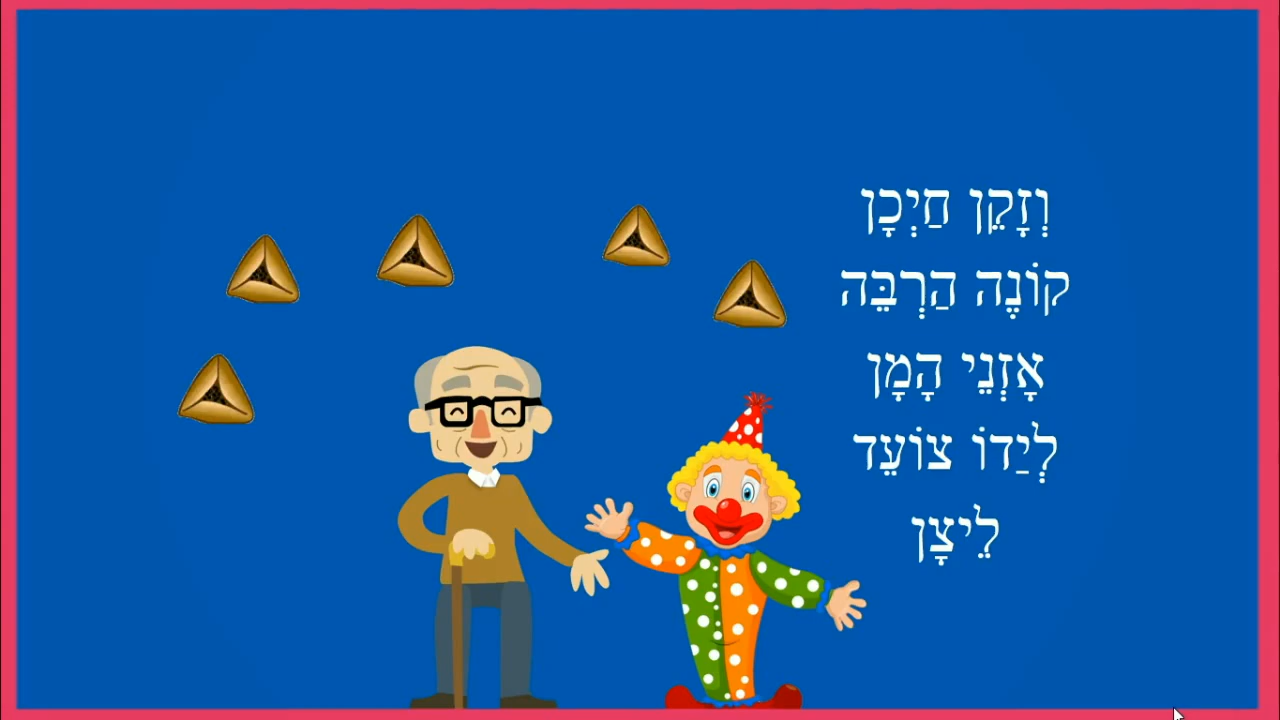 וְזָקֵן חַיְכָן
קוֹנֶה הַרְבֵּה
אָזְנֵי הָמָן
לְיַדוֹ צוֹעֵד
לֵיצָן